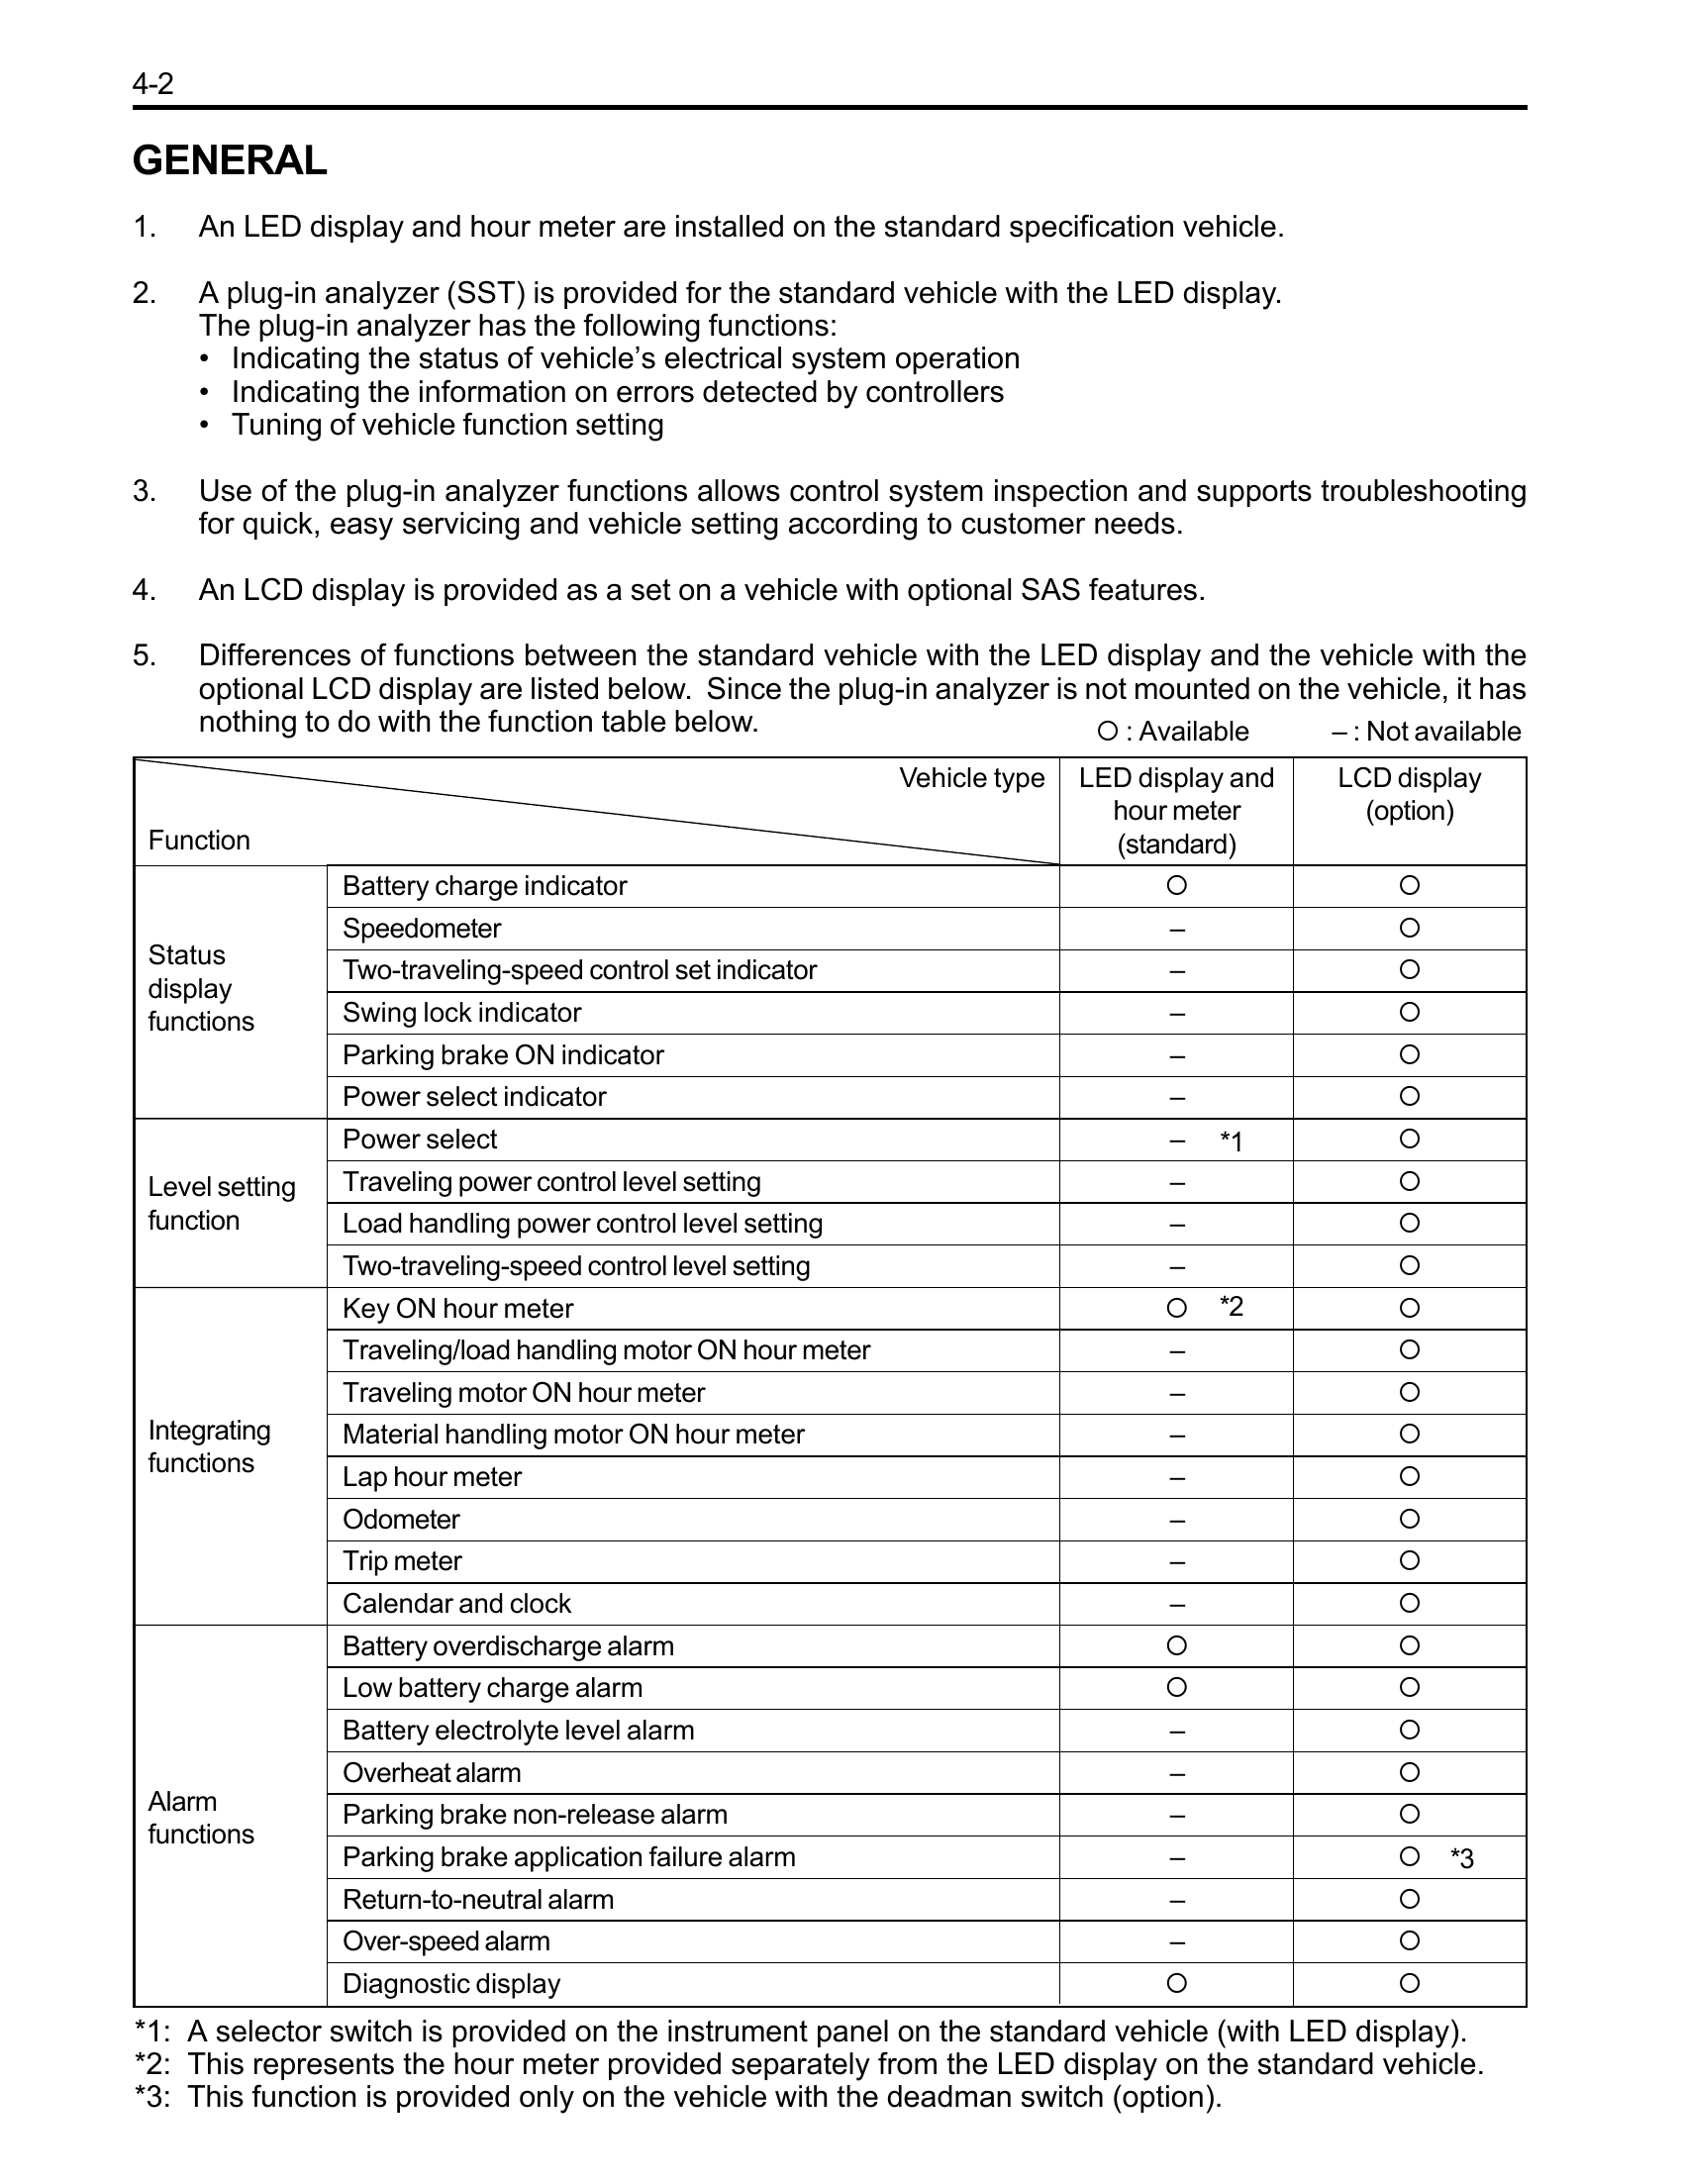 4-2
GENERAL
1. An LED display and hour meter are installed on the standard specification vehicle.
2. A plug-in analyzer (SST) is provided for the standard vehicle with the LED display.
The plug-in analyzer has the following functions:
• Indicating the status of vehicle’s electrical system operation
• Indicating the information on errors detected by controllers
• Tuning of vehicle function setting
3. Use of the plug-in analyzer functions allows control system inspection and supports troubleshooting
for quick, easy servicing and vehicle setting according to customer needs.
4. An LCD display is provided as a set on a vehicle with optional SAS features.
5. Differences of functions between the standard vehicle with the LED display and the vehicle with the
optional LCD display are listed below. Since the plug-in analyzer is not mounted on the vehicle, it has
nothing to do with the function table below.
○ : Available – : Not available
Vehicle type
Function
LED display and
hour meter
(standard)
LCD display
(option)
Status
display
functions
Battery charge indicator ○ ○
Speedometer – ○
Two-traveling-speed control set indicator – ○
Swing lock indicator – ○
Parking brake ON indicator – ○
Power select indicator – ○
Level setting
function
Power select – *1 ○
Traveling power control level setting – ○
Load handling power control level setting – ○
Two-traveling-speed control level setting – ○
Integrating
functions
Key ON hour meter ○ *2 ○
Traveling/load handling motor ON hour meter – ○
Traveling motor ON hour meter – ○
Material handling motor ON hour meter – ○
Lap hour meter – ○
Odometer – ○
Trip meter – ○
Calendar and clock – ○
Alarm
functions
Battery overdischarge alarm ○ ○
Low battery charge alarm ○ ○
Battery electrolyte level alarm – ○
Overheat alarm – ○
Parking brake non-release alarm – ○
Parking brake application failure alarm – ○ *3
Return-to-neutral alarm – ○
Over-speed alarm – ○
Diagnostic display ○ ○
*1: A selector switch is provided on the instrument panel on the standard vehicle (with LED display).
*2: This represents the hour meter provided separately from the LED display on the standard vehicle.
*3: This function is provided only on the vehicle with the deadman switch (option).